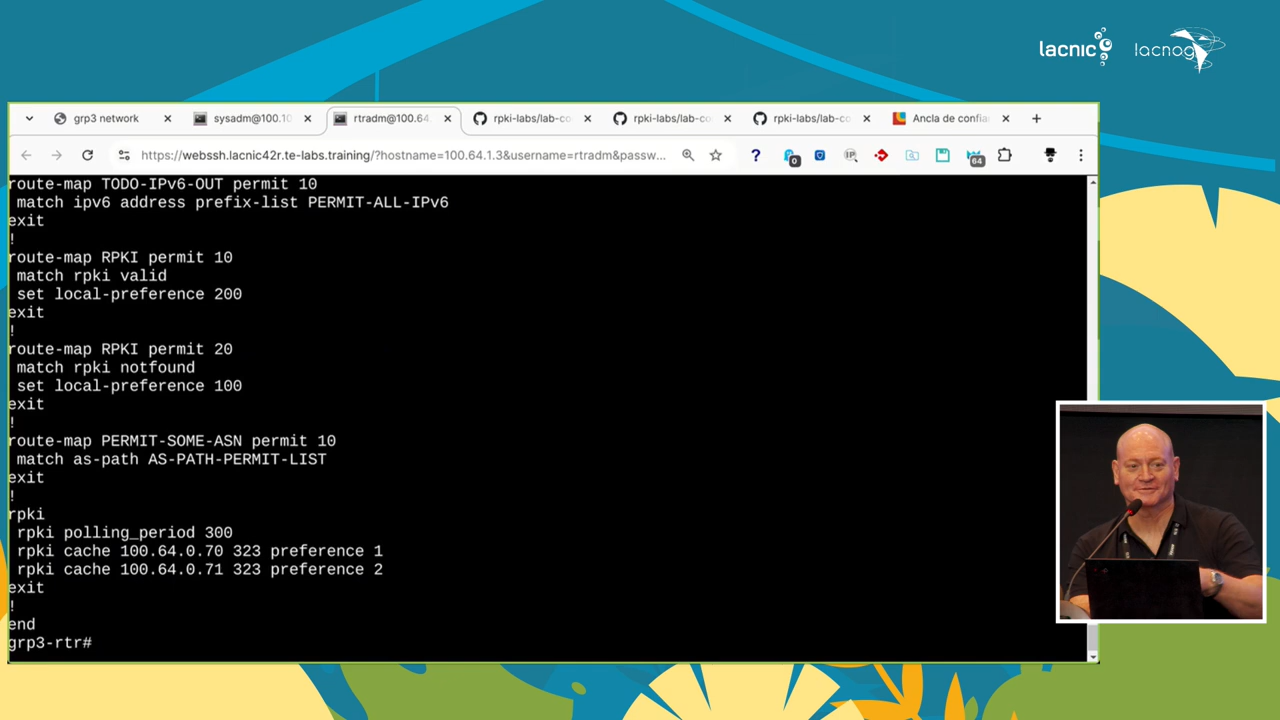 lacnic
lacnog
grp3 network
sysadm@100.10
rtradm@100.64.
rpki-labs/lab-co
rpki-labs/lab-co
rpki-labs/lab-co
Ancla de confia
https://webssh.lacnic42r.te-labs.training/?hostname=100.64.1.3&username=rtradm&passw...
?
0
IP
64
route-map TODO-IPv6-OUT permit 10
match ipv6 address prefix-list PERMIT-ALL-IPv6
exit
!
route-map RPKI permit 10
match rpki valid
set local-preference 200
exit
!
route-map RPKI permit 20
match rpki notfound
set local-preference 100
exit
!
route-map PERMIT-SOME-ASN permit 10
match as-path AS-PATH-PERMIT-LIST
exit
!
rpki
rpki polling_period 300
rpki cache 100.64.0.70 323 preference 1
rpki cache 100.64.0.71 323 preference 2
exit
!
end
grp3-rtr#